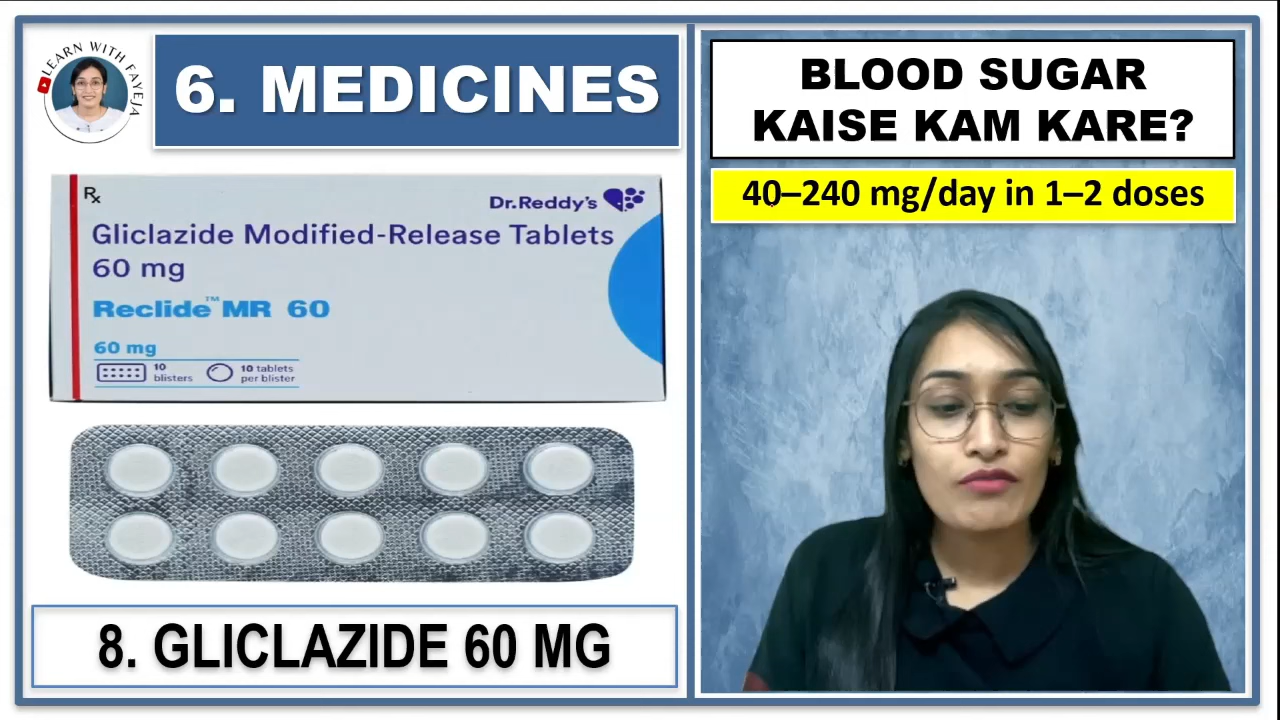 LEARN WITH FAYEJA
6. MEDICINES
Rx
Dr.Reddy's
Gliclazide Modified-Release Tablets
60 mg
Reclide™ MR 60
60 mg
10
blisters
10 tablets
per blister
8. GLICLAZIDE 60 MG
BLOOD SUGAR
KAISE KAM KARE?
40–240 mg/day in 1–2 doses